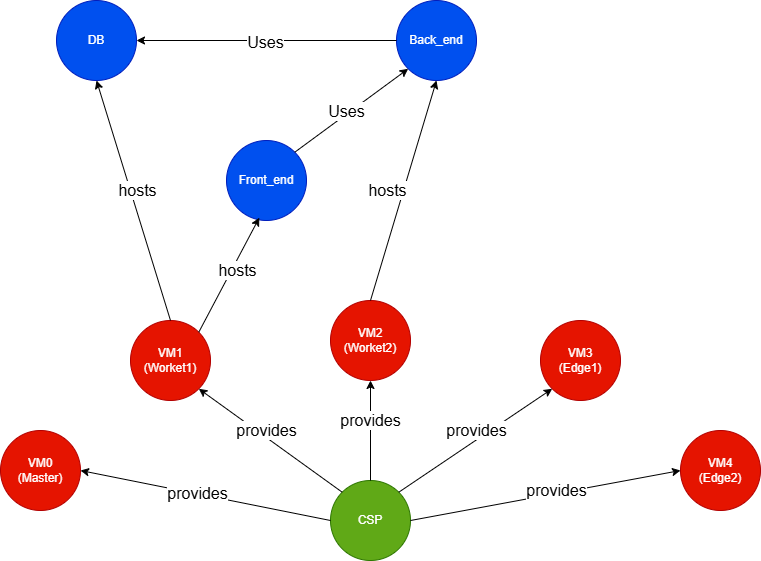 DB
Uses
Back_end
Uses
Front_end
hosts
hosts
hosts
VM1
(Worket1)
VM2
(Worket2)
VM3
(Edge1)
provides
provides
provides
VM0
(Master)
provides
provides
VM4
(Edge2)
CSP